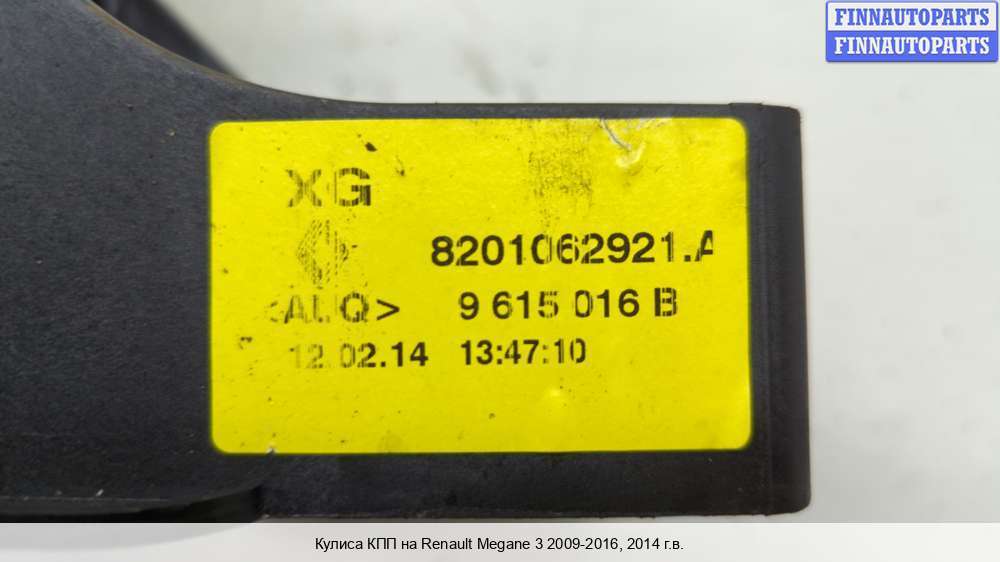 FINNAUTOPARTS
FINNAUTOPARTS
XG
8201062921.A
<AUQ> 9 615 016 B
12.02.14 13:47:10
Кулиса КПП на Renault Megane 3 2009-2016, 2014 г.в.